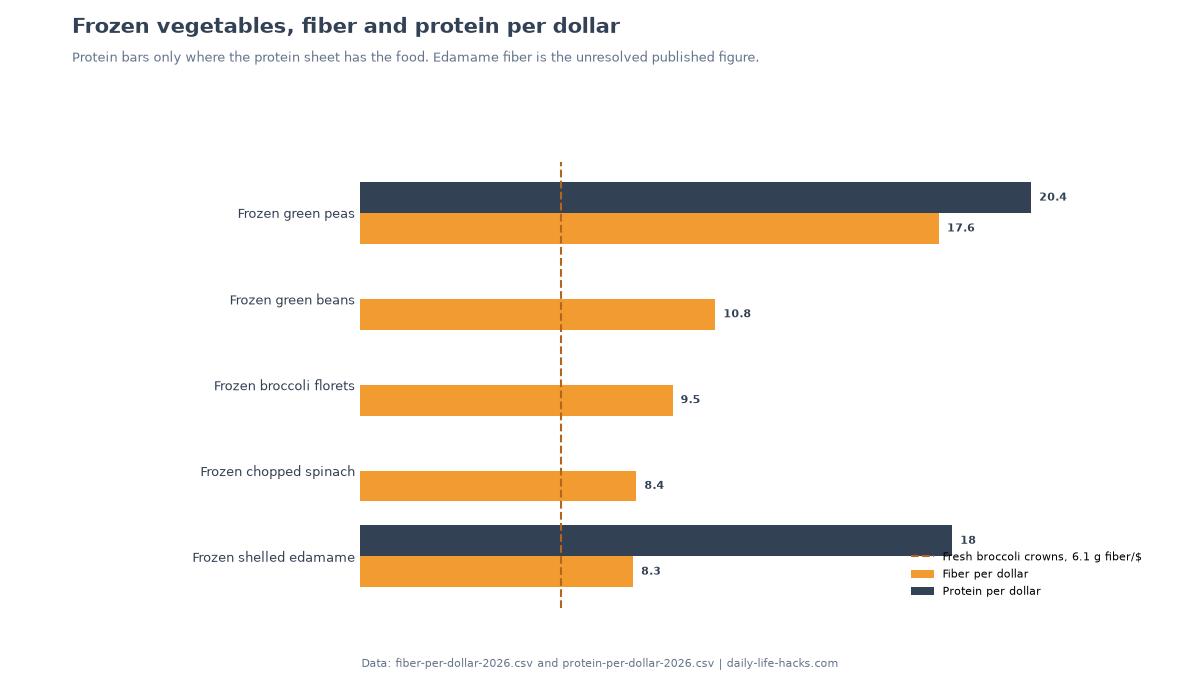 Frozen vegetables, fiber and protein per dollar
Protein bars only where the protein sheet has the food. Edamame fiber is the unresolved published figure.
20.4
Frozen green peas
17.6
Frozen green beans
10.8
Frozen broccoli florets
9.5
Frozen chopped spinach
8.4
18
Frozen shelled edamame
8.3
Fresh broccoli crowns, 6.1 g fiber/$
Fiber per dollar
Protein per dollar
Data: fiber-per-dollar-2026.csv and protein-per-dollar-2026.csv | daily-life-hacks.com